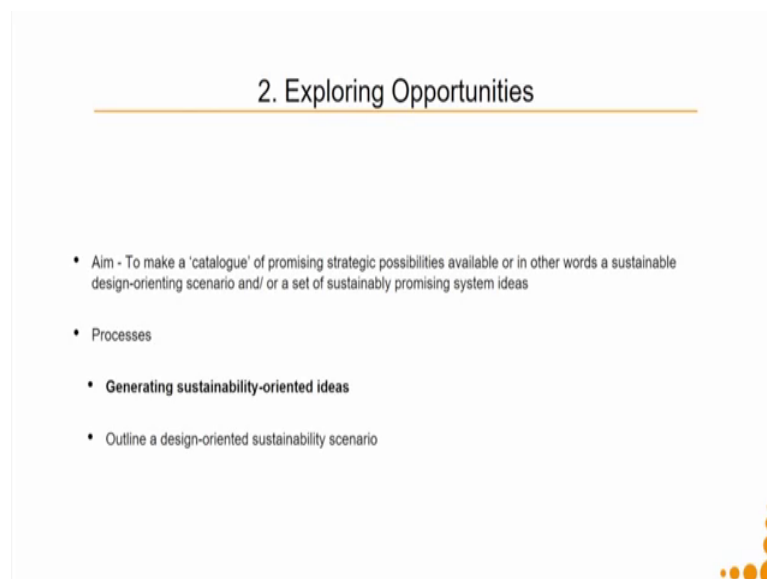 2. Exploring Opportunities
• Aim - To make a 'catalogue' of promising strategic possibilities available or in other words a sustainable
design-orienting scenario and/ or a set of sustainably promising system ideas
• Processes
• Generating sustainability-oriented ideas
• Outline a design-oriented sustainability scenario